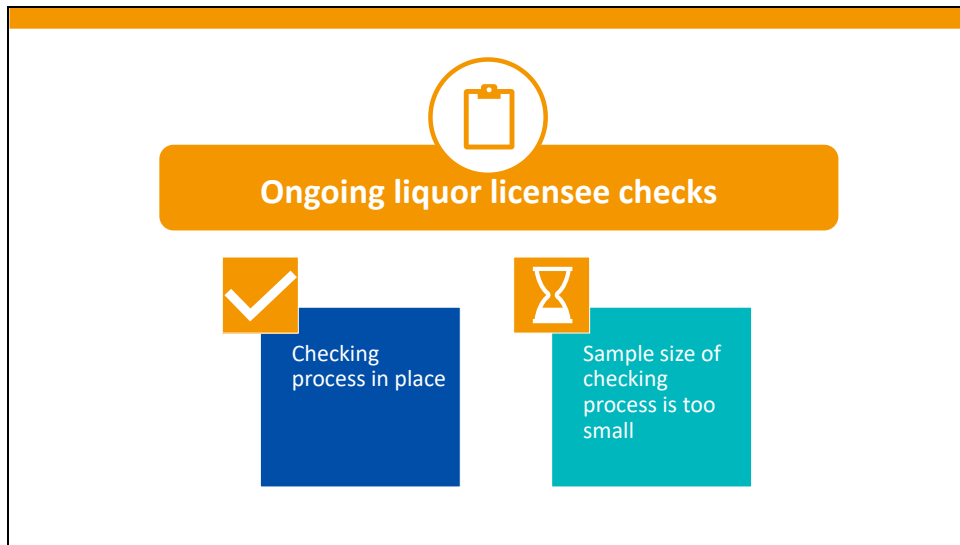 Ongoing liquor licensee checks
Checking
process in place
Sample size of
checking
process is too
small